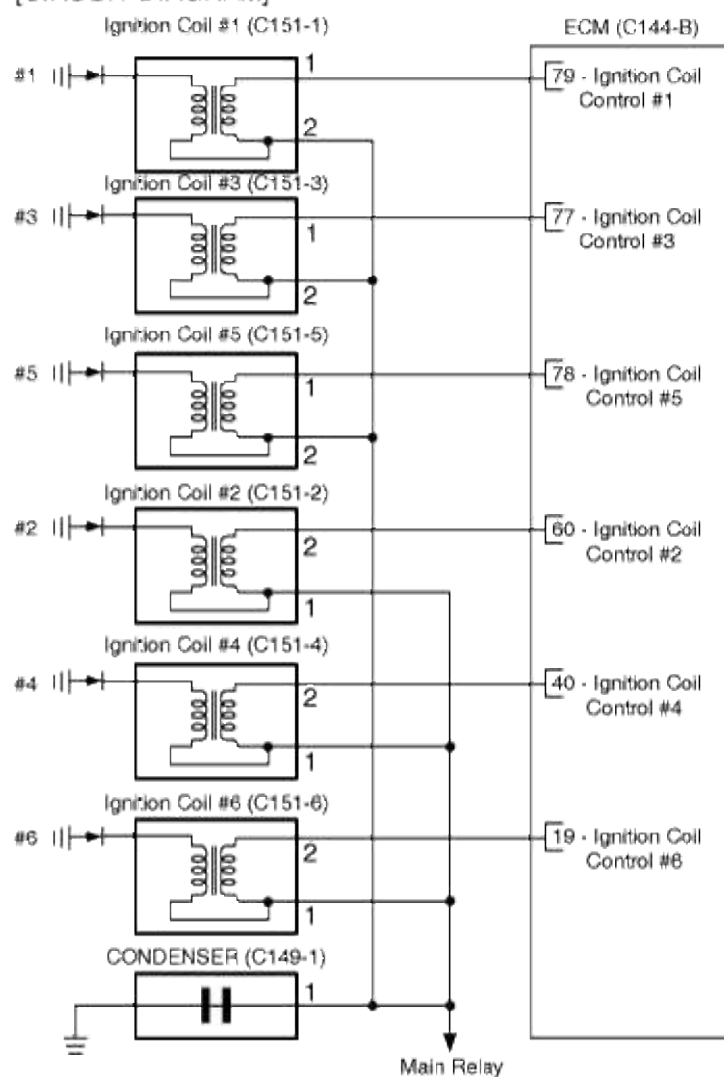 Ignition Coil #1 (C151-1)
ECM (C144-B)
#1
1
2
79 - Ignition Coil
Control #1
Ignition Coil #3 (C151-3)
#3
1
2
77 - Ignition Coil
Control #3
Ignition Coil #5 (C151-5)
#5
1
2
78 - Ignition Coil
Control #5
Ignition Coil #2 (C151-2)
#2
2
1
60 - Ignition Coil
Control #2
Ignition Coil #4 (C151-4)
#4
2
1
40 - Ignition Coil
Control #4
Ignition Coil #6 (C151-6)
#6
2
1
19 - Ignition Coil
Control #6
CONDENSER (C149-1)
1
Main Relay